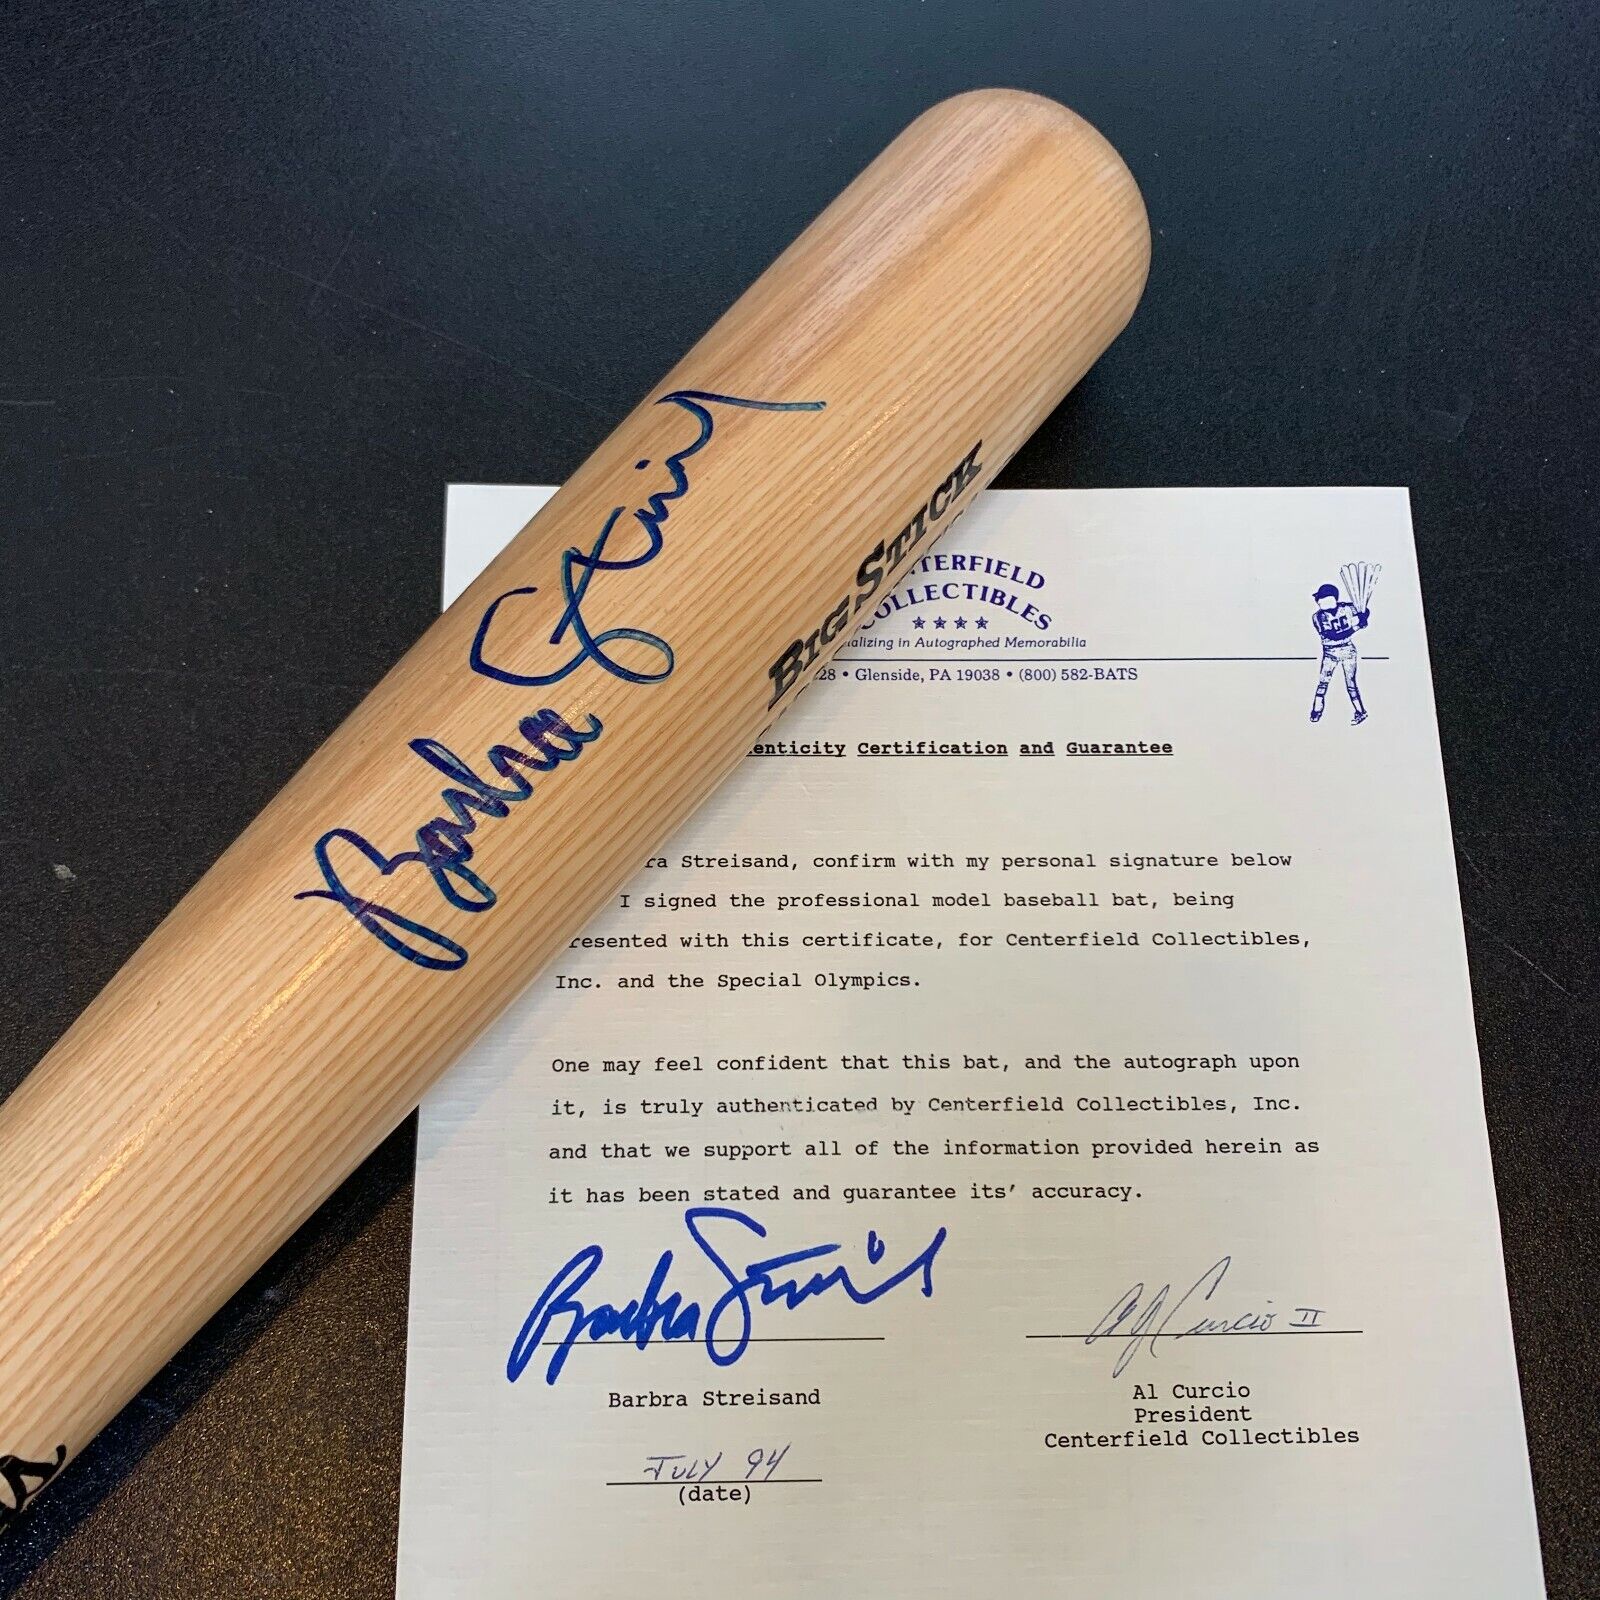 Barbra Streisand
BIG STICK
CENTERFIELD
COLLECTIBLES
in Autographed Memorabilia
• Glenside, PA 19038 • (800) 582-BATS
Certification and Guarantee
Streisand, confirm with my personal signature below
I signed the professional model baseball bat, being
resented with this certificate, for Centerfield Collectibles,
Inc. and the Special Olympics.
One may feel confident that this bat, and the autograph upon
it, is truly authenticated by Centerfield Collectibles, Inc.
and that we support all of the information provided herein as
it has been stated and guarantee its' accuracy.
Barbra Streisand
Al Curcio II
Barbra Streisand
Al Curcio
President
Centerfield Collectibles
JULY 94
(date)